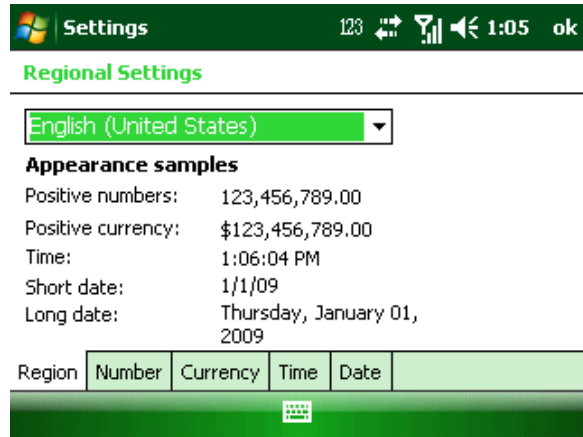 Settings 123 1:05 ok
Regional Settings
English (United States)
Appearance samples
Positive numbers: 123,456,789.00
Positive currency: $123,456,789.00
Time: 1:06:04 PM
Short date: 1/1/09
Long date: Thursday, January 01,
2009
Region Number Currency Time Date